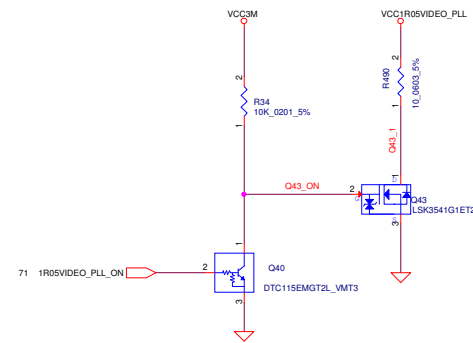 VCC3M
VCC1R05VIDEO_PLL
2
R34
10K_0201_5%
1
2
R490
10_0603_5%
1
Q43_1
Q43_ON
2
1
Q43
LSK3541G1ET2
3
1
Q40
71 1R05VIDEO_PLL_ON
2
DTC115EMGT2L_VMT3
3